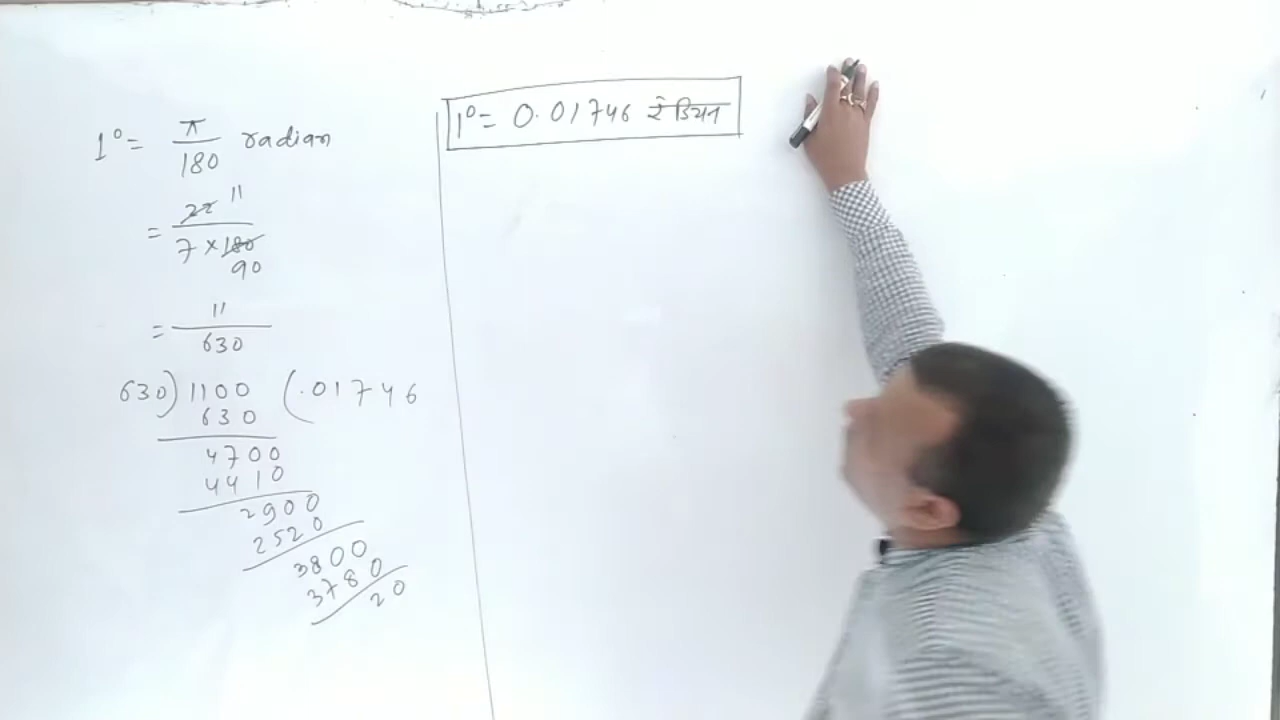 1° = π/180 radian
= 22 11 / 7 × 180 90
= 11 / 630
630) 1100 (.01746
630
4700
4410
2900
2520
3800
3780
20
1° = 0.01746 रेडियन